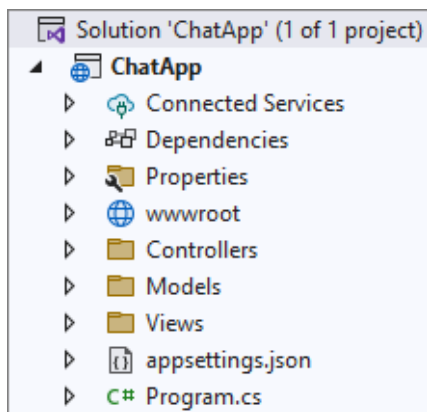 Solution 'ChatApp' (1 of 1 project)
ChatApp
Connected Services
Dependencies
Properties
wwwroot
Controllers
Models
Views
appsettings.json
C# Program.cs